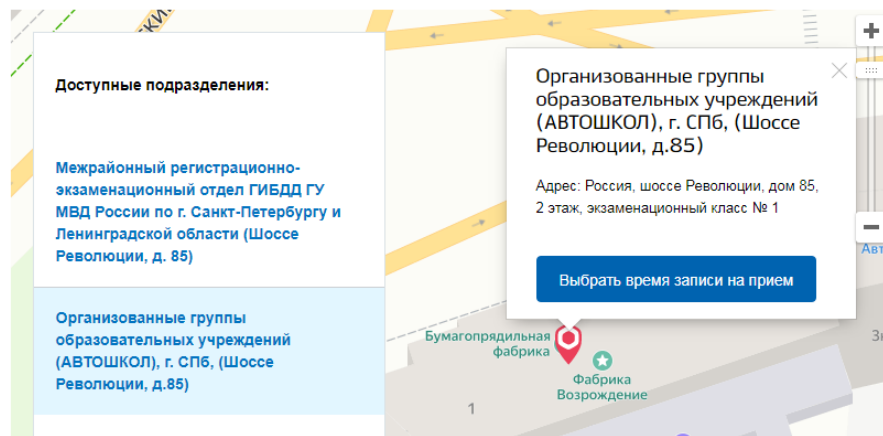 Доступные подразделения:
Межрайонный регистрационно-
экзаменационный отдел ГИБДД ГУ
МВД России по г. Санкт-Петербургу и
Ленинградской области (Шоссе
Революции, д. 85)
Организованные группы
образовательных учреждений
(АВТОШКОЛ), г. СПб, (Шоссе
Революции, д.85)
Организованные группы
образовательных учреждений
(АВТОШКОЛ), г. СПб, (Шоссе
Революции, д.85)
Адрес: Россия, шоссе Революции, дом 85,
2 этаж, экзаменационный класс № 1
Выбрать время записи на прием
Бумагопрядильная
фабрика
Фабрика
Возрождение
1